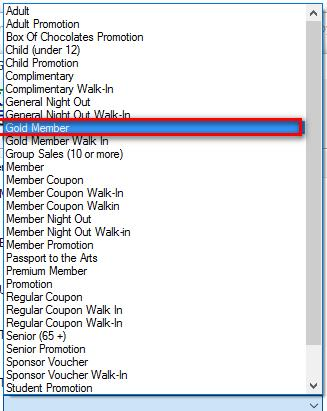 Adult
Adult Promotion
Box Of Chocolates Promotion
Child (under 12)
Child Promotion
Complimentary
Complimentary Walk-In
General Night Out
General Night Out Walk-In
Gold Member
Gold Member Walk In
Group Sales (10 or more)
Member
Member Coupon
Member Coupon Walk-In
Member Coupon Walkin
Member Night Out
Member Night Out Walk-in
Member Promotion
Passport to the Arts
Premium Member
Promotion
Regular Coupon
Regular Coupon Walk In
Regular Coupon Walk-In
Senior (65 +)
Senior Promotion
Sponsor Voucher
Sponsor Voucher Walk-In
Student Promotion